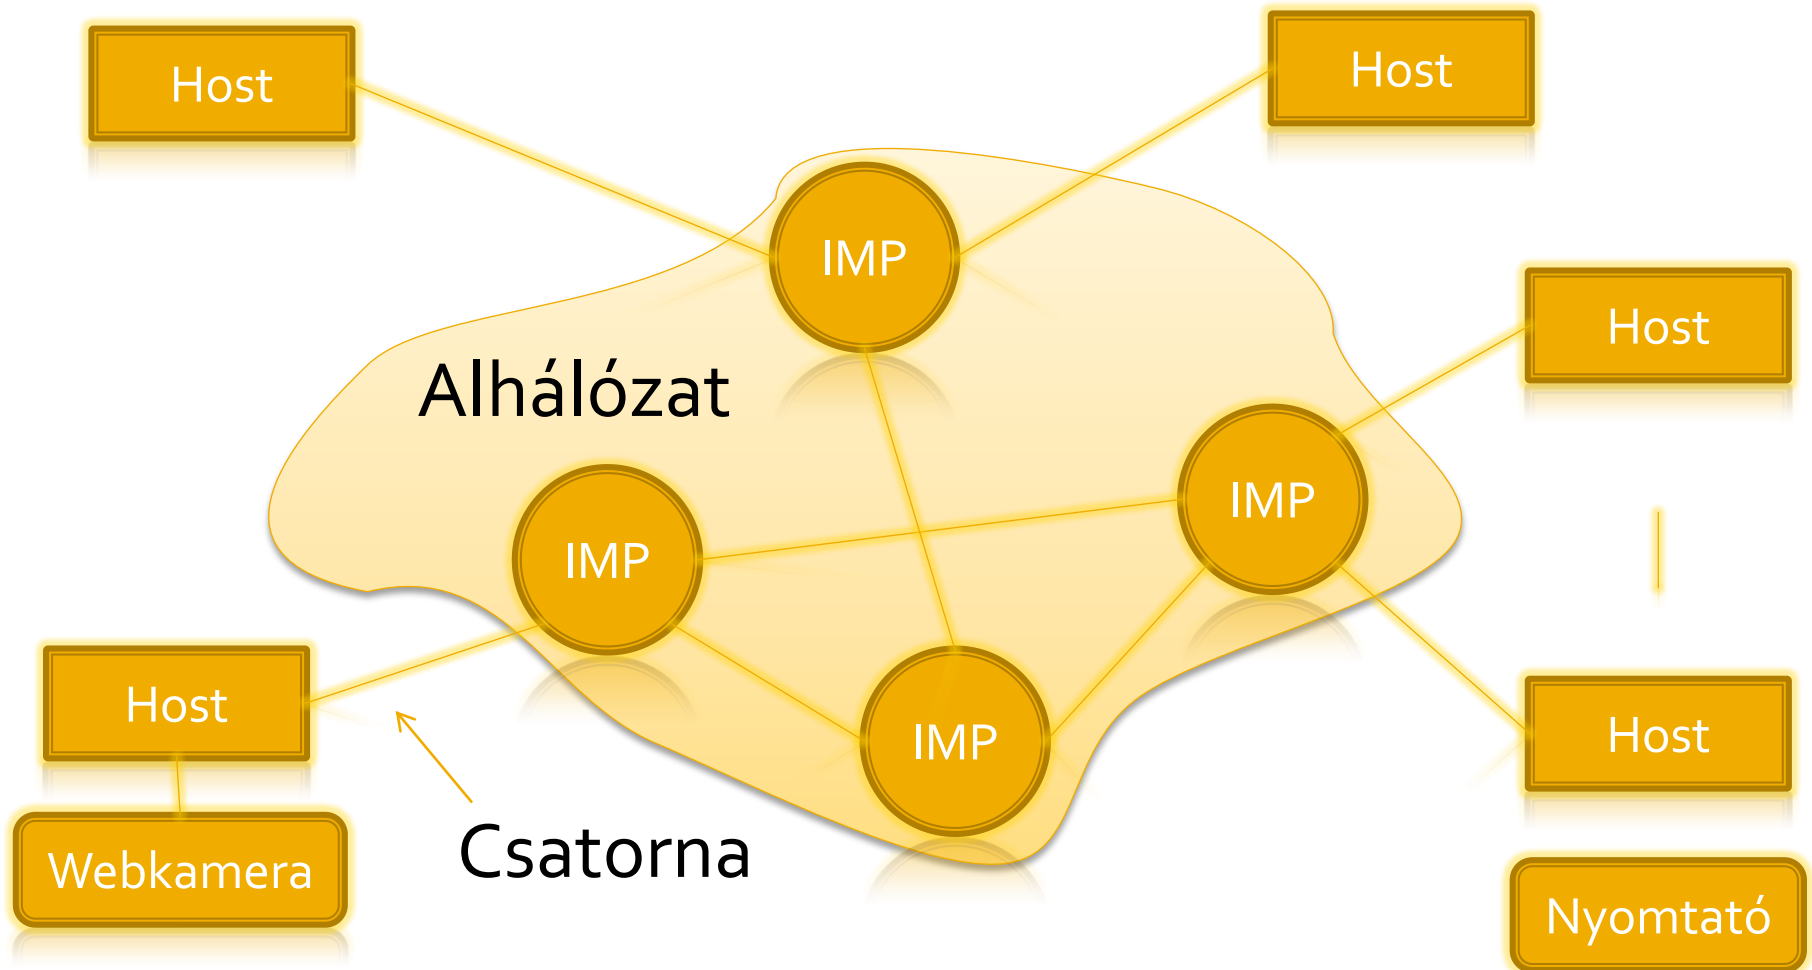 Host
Host
IMP
Host
Alhálózat
IMP
IMP
Host
IMP
Host
Csatorna
Webkamera
Nyomtató